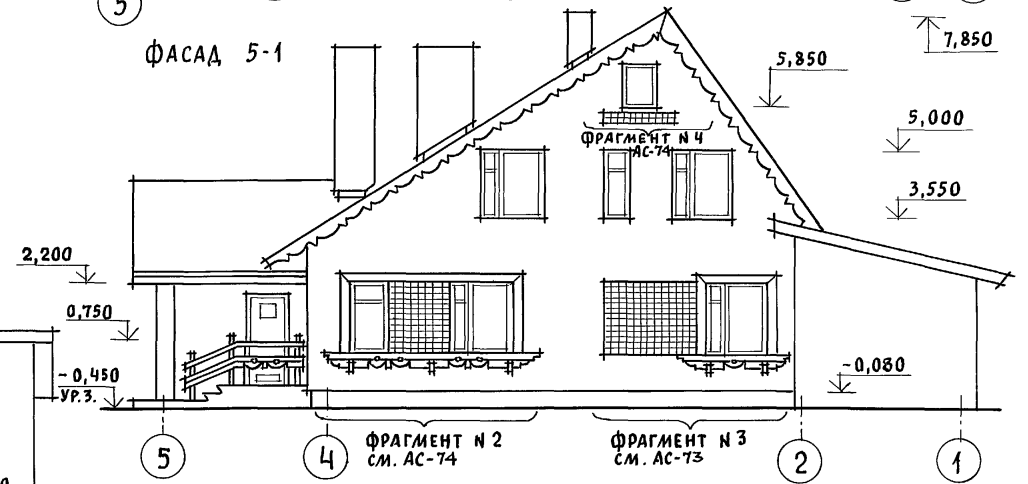 5
ФАСАД 5-1
7,850
5,850
5,000
ФРАГМЕНТ N 4
АС-74
3,550
2,200
0,750
-0,450
УР.З.
-0,080
ФРАГМЕНТ N 2
СМ. АС-74
ФРАГМЕНТ N 3
СМ. АС-73
5
4
2
1